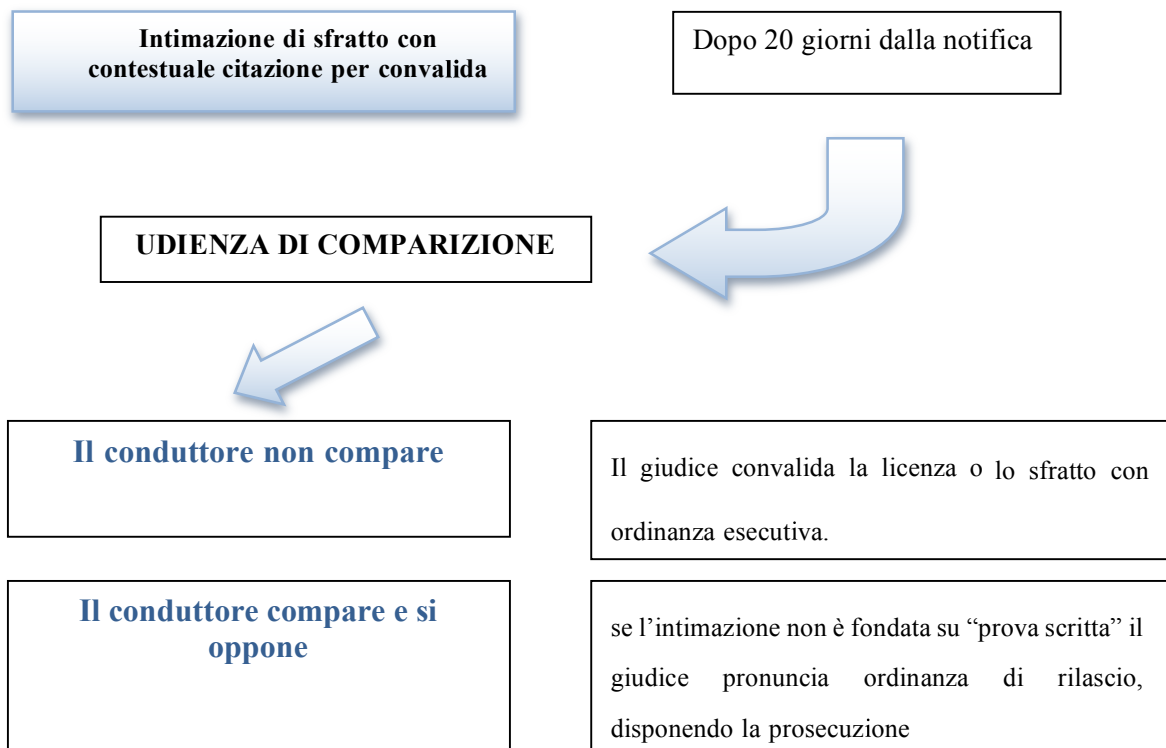 Intimazione di sfratto con
contestuale citazione per convalida
Dopo 20 giorni dalla notifica
UDIENZA DI COMPARIZIONE
Il conduttore non compare
Il giudice convalida la licenza o lo sfratto con
ordinanza esecutiva.
Il conduttore compare e si
oppone
se l’intimazione non è fondata su “prova scritta” il
giudice pronuncia ordinanza di rilascio,
disponendo la prosecuzione